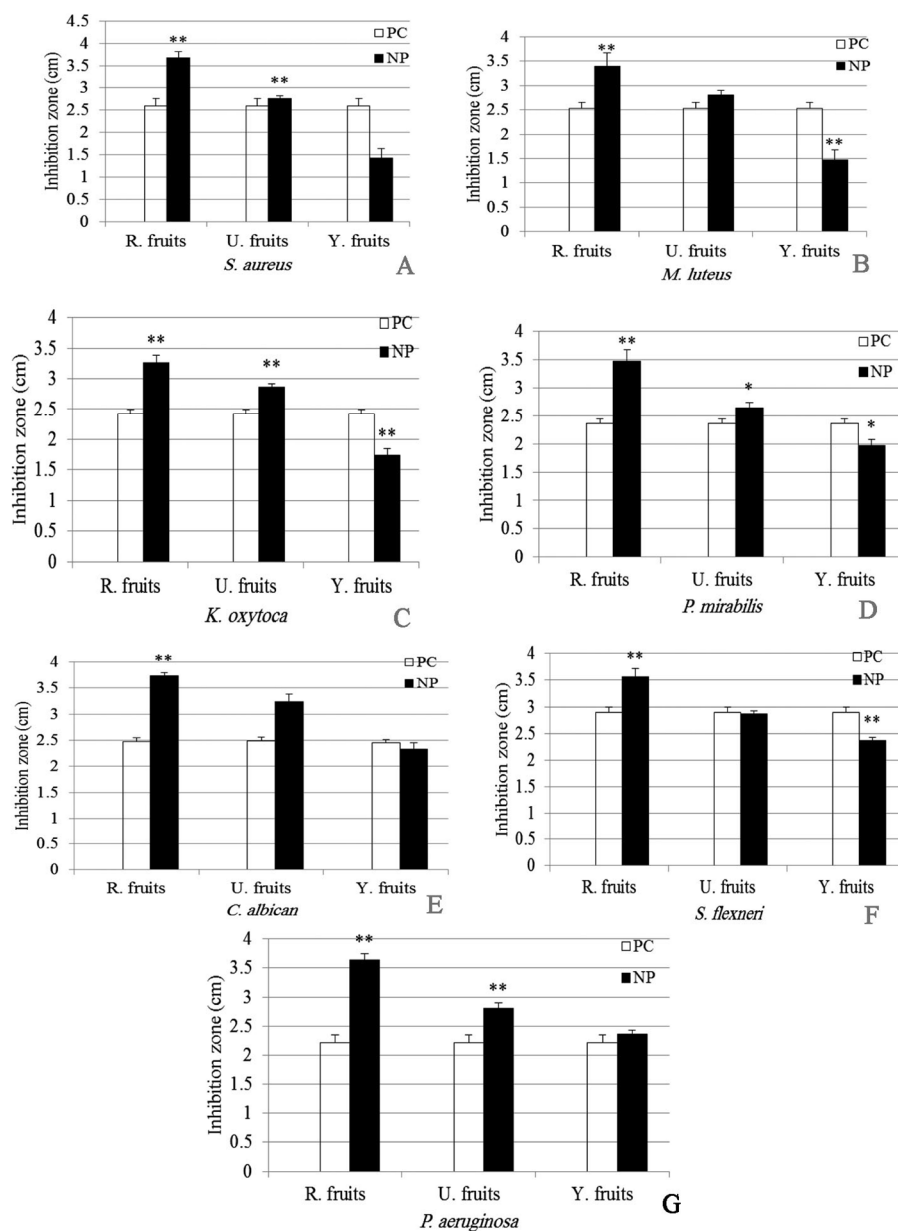 4.5
4
3.5
3
2.5
2
1.5
1
0.5
0
Inhibition zone (cm)
**
**
PC
NP
R. fruits U. fruits Y. fruits
S. aureus
A
4
3.5
3
2.5
2
1.5
1
0.5
0
Inhibition zone (cm)
**
**
PC
NP
R. fruits U. fruits Y. fruits
M. luteus
B
4
3.5
3
2.5
2
1.5
1
0.5
0
Inhibition zone (cm)
**
**
**
PC
NP
R. fruits U. fruits Y. fruits
K. oxytoca
C
4
3.5
3
2.5
2
1.5
1
0.5
0
Inhibition zone (cm)
**
*
*
PC
NP
R. fruits U. fruits Y. fruits
P. mirabilis
D
4
3.5
3
2.5
2
1.5
1
0.5
0
Inhibition zone (cm)
**
PC
NP
R. fruits U. fruits Y. fruits
C. albican
E
4
3.5
3
2.5
2
1.5
1
0.5
0
Inhibition zone (cm)
**
**
PC
NP
R. fruits U. fruits Y. fruits
S. flexneri
F
4
3.5
3
2.5
2
1.5
1
0.5
0
Inhibition zone (cm)
**
**
PC
NP
R. fruits U. fruits Y. fruits
P. aeruginosa
G